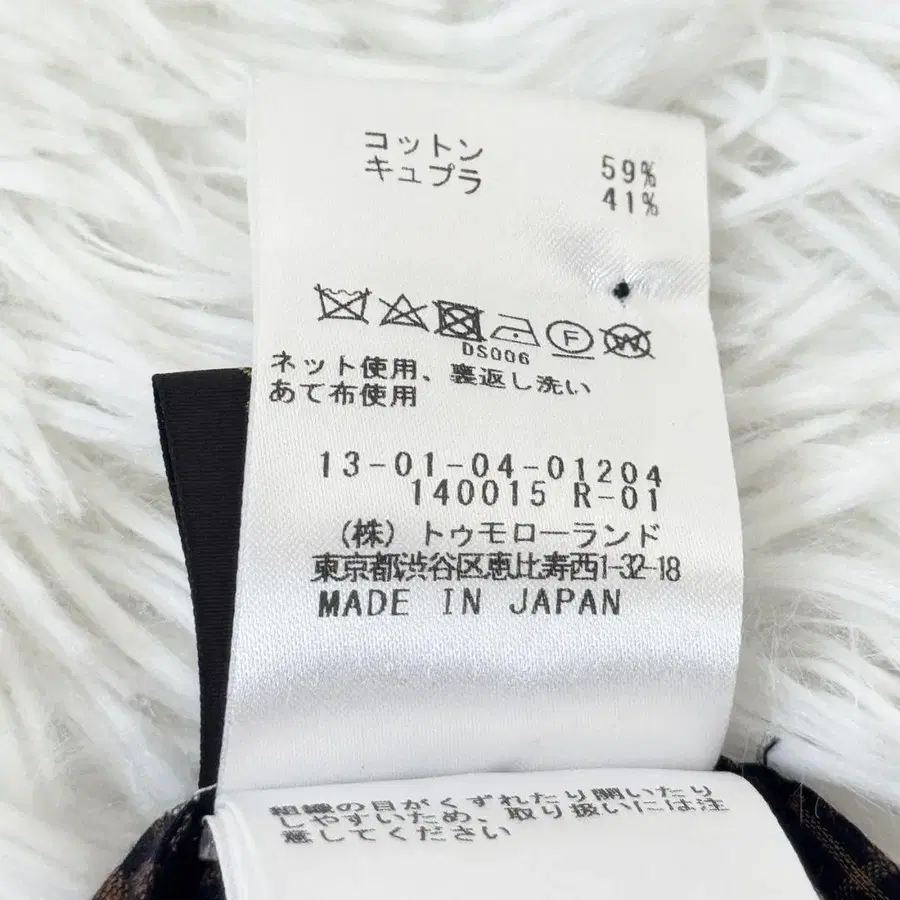 コットン 59%
キュプラ 41%
F W
DS006
ネット使用、裏返し洗い
あて布使用
13-01-04-01204
140015 R-01
(株) トゥモローランド
東京都渋谷区恵比寿西1-32-18
MADE IN JAPAN
組織の目がくずれたり開いたり
しやすいため、取り扱いには注
意してください